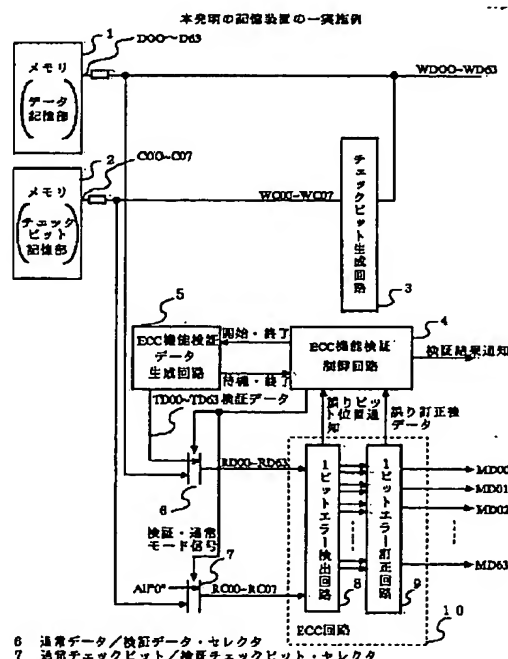 本発明の記憶装置の一実施例
1
D00~D63
メモリ
データ
記憶部
WD00~WD63
2
C00~C07
メモリ
チェック
ビット
記憶部
WC00~WC07
チェックビット生成回路
3
5
ECC機能検証
データ
生成回路
開始・終了
待機・終了
4
ECC機能検証
制御回路
検証結果通知
TD00~TD63 検証データ
誤りビッ
ト位置通
知
誤り訂正後
データ
6
RD00~RD63
検証・通常
モード信号
7
All"0"
RC00~RC07
1ビットエラー検出回路
8
1ビットエラー訂正回路
9
ECC回路
10
MD00
MD01
MD02
MD63
6 通常データ/検証データ・セレクタ
7 通常チェックビット/検証チェックビット・セレクタ